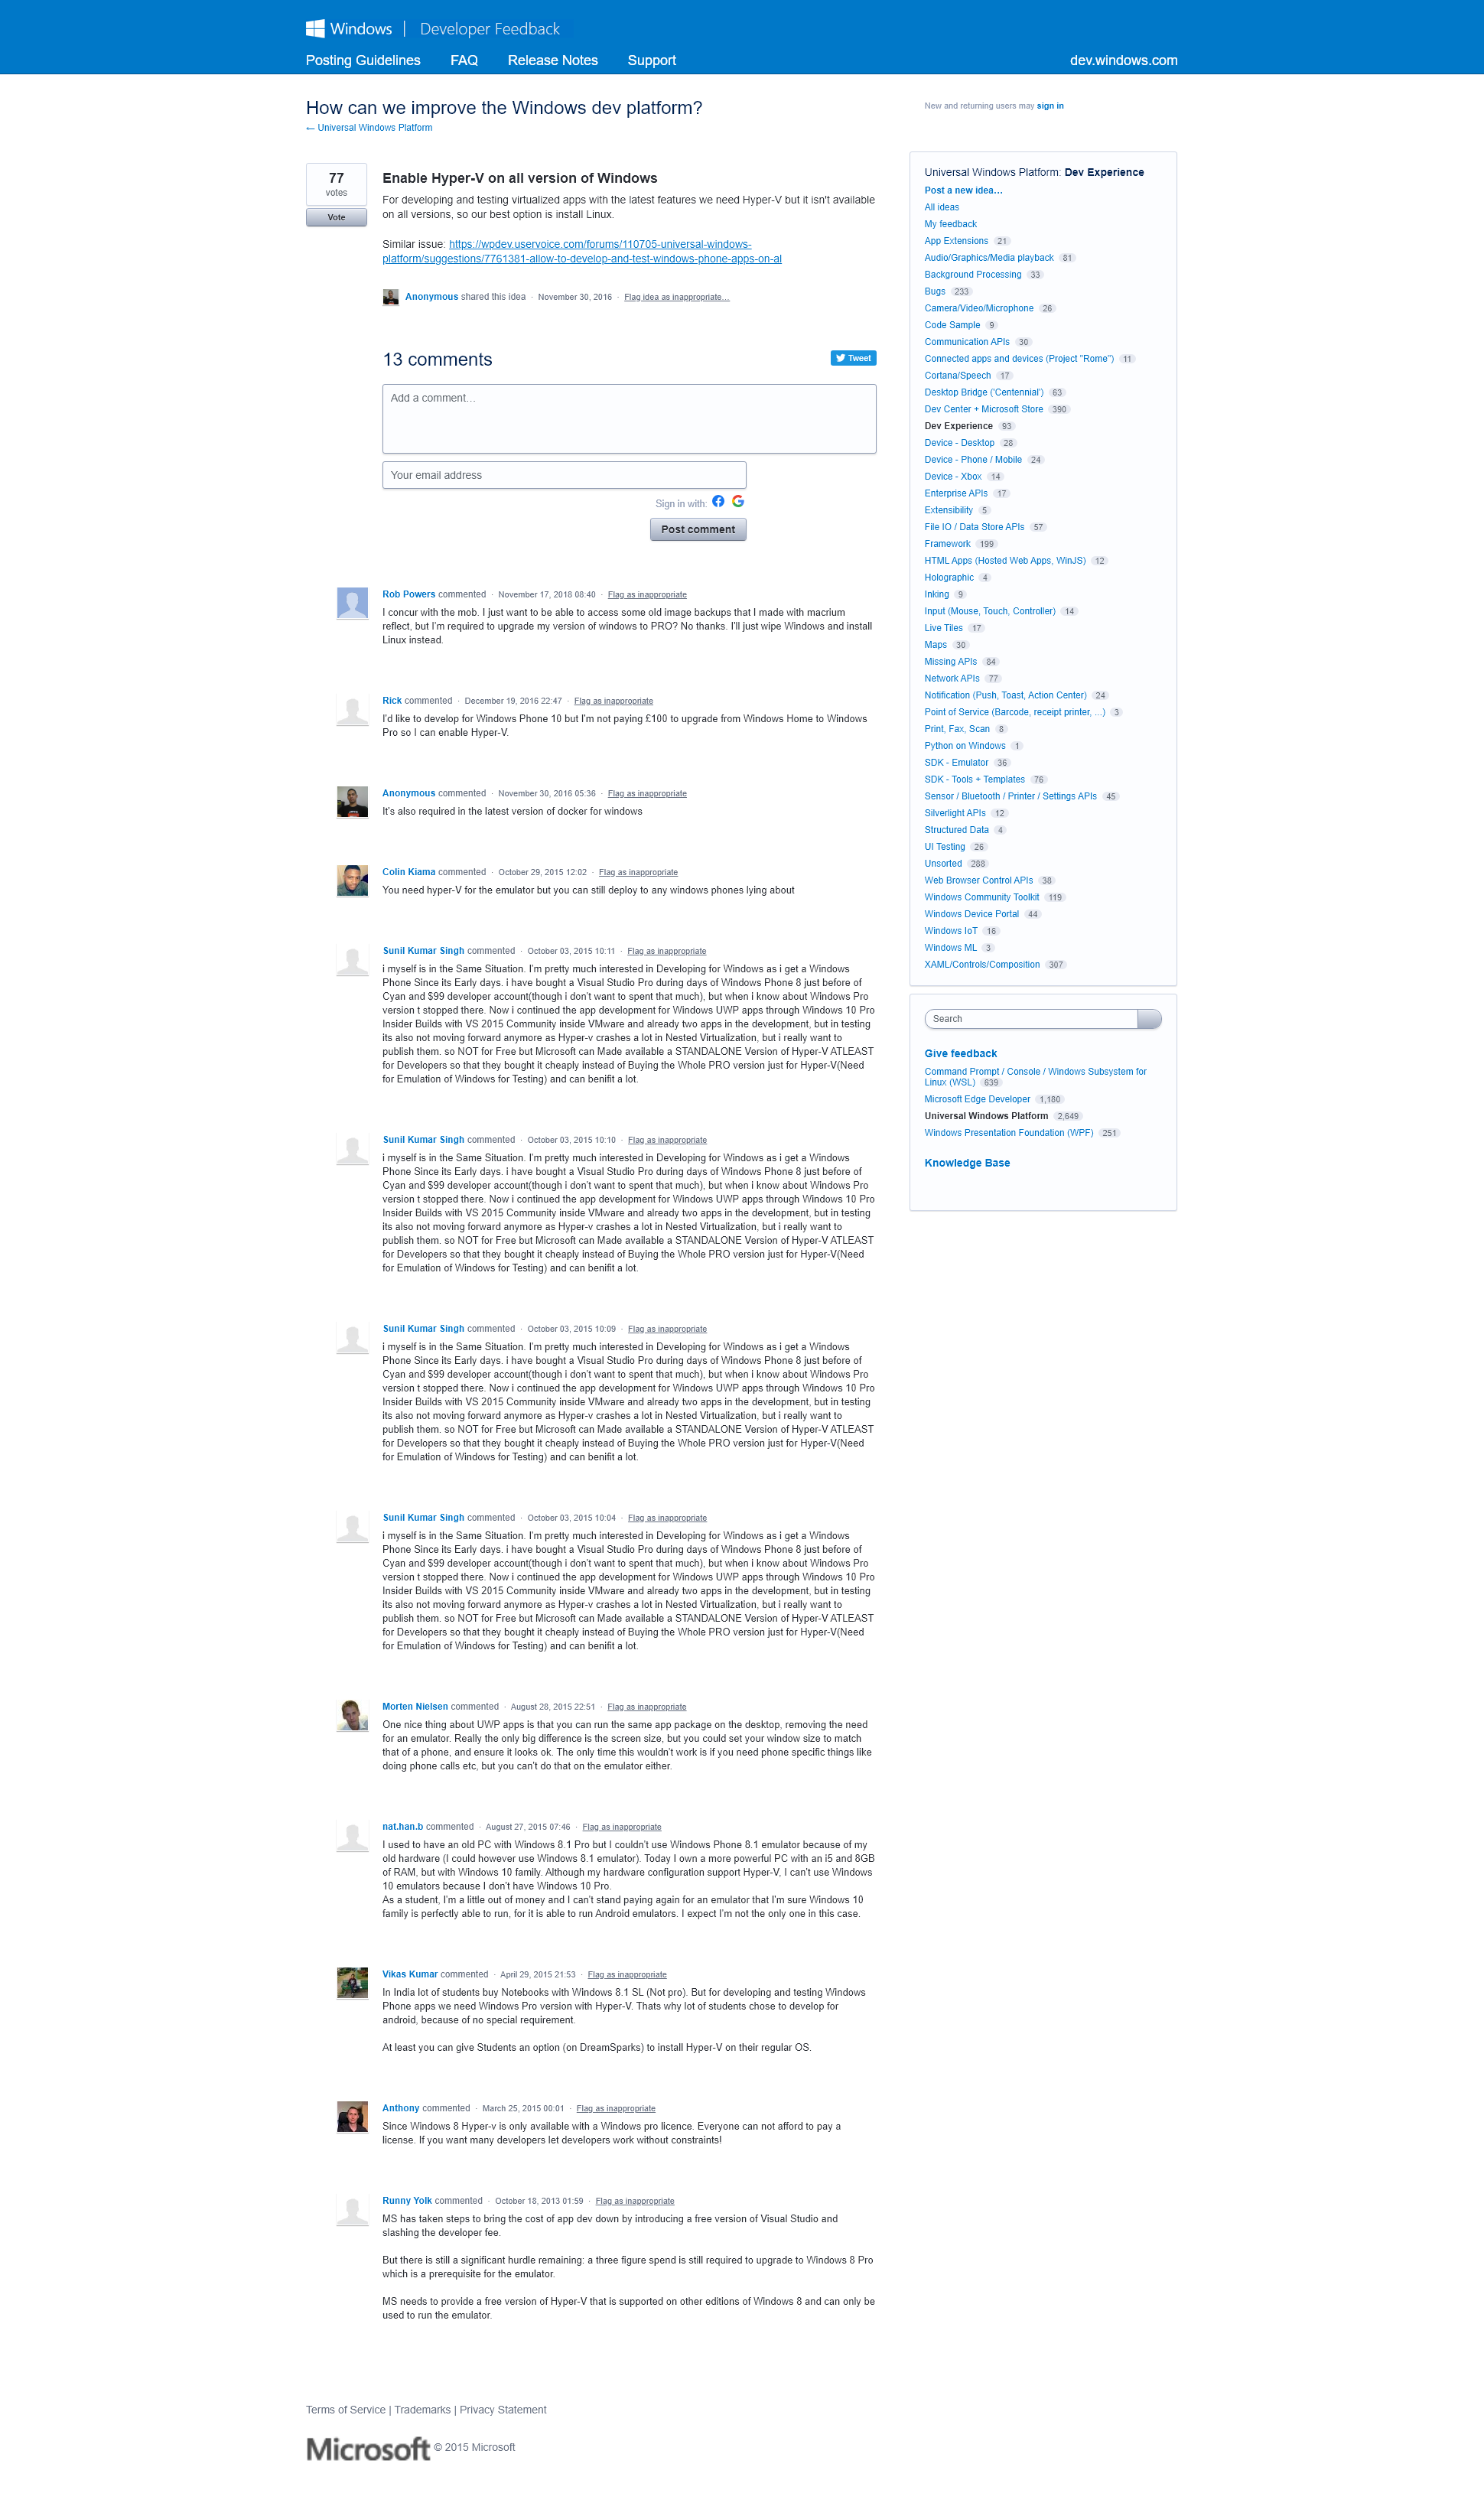 Windows | Developer Feedback
Posting Guidelines FAQ Release Notes Support dev.windows.com
How can we improve the Windows dev platform?
← Universal Windows Platform
New and returning users may sign in
77
votes
Vote
Enable Hyper-V on all version of Windows
For developing and testing virtualized apps with the latest features we need Hyper-V but it isn't available
on all versions, so our best option is install Linux.
Similar issue: https://wpdev.uservoice.com/forums/110705-universal-windows-
platform/suggestions/7761381-allow-to-develop-and-test-windows-phone-apps-on-al
Anonymous shared this idea · November 30, 2016 · Flag idea as inappropriate…
13 comments
Tweet
Add a comment…
Your email address
Sign in with:
Post comment
Rob Powers commented · November 17, 2018 08:40 · Flag as inappropriate
I concur with the mob. I just want to be able to access some old image backups that I made with macrium
reflect, but I'm required to upgrade my version of windows to PRO? No thanks. I'll just wipe Windows and install
Linux instead.
Rick commented · December 19, 2016 22:47 · Flag as inappropriate
I'd like to develop for Windows Phone 10 but I'm not paying £100 to upgrade from Windows Home to Windows
Pro so I can enable Hyper-V.
Anonymous commented · November 30, 2016 05:36 · Flag as inappropriate
It's also required in the latest version of docker for windows
Colin Kiama commented · October 29, 2015 12:02 · Flag as inappropriate
You need hyper-V for the emulator but you can still deploy to any windows phones lying about
Sunil Kumar Singh commented · October 03, 2015 10:11 · Flag as inappropriate
i myself is in the Same Situation. I'm pretty much interested in Developing for Windows as i get a Windows
Phone Since its Early days. i have bought a Visual Studio Pro during days of Windows Phone 8 just before of
Cyan and $99 developer account(though i don't want to spent that much), but when i know about Windows Pro
version t stopped there. Now i continued the app development for Windows UWP apps through Windows 10 Pro
Insider Builds with VS 2015 Community inside VMware and already two apps in the development, but in testing
its also not moving forward anymore as Hyper-v crashes a lot in Nested Virtualization, but i really want to
publish them. so NOT for Free but Microsoft can Made available a STANDALONE Version of Hyper-V ATLEAST
for Developers so that they bought it cheaply instead of Buying the Whole PRO version just for Hyper-V(Need
for Emulation of Windows for Testing) and can benifit a lot.
Sunil Kumar Singh commented · October 03, 2015 10:10 · Flag as inappropriate
i myself is in the Same Situation. I'm pretty much interested in Developing for Windows as i get a Windows
Phone Since its Early days. i have bought a Visual Studio Pro during days of Windows Phone 8 just before of
Cyan and $99 developer account(though i don't want to spent that much), but when i know about Windows Pro
version t stopped there. Now i continued the app development for Windows UWP apps through Windows 10 Pro
Insider Builds with VS 2015 Community inside VMware and already two apps in the development, but in testing
its also not moving forward anymore as Hyper-v crashes a lot in Nested Virtualization, but i really want to
publish them. so NOT for Free but Microsoft can Made available a STANDALONE Version of Hyper-V ATLEAST
for Developers so that they bought it cheaply instead of Buying the Whole PRO version just for Hyper-V(Need
for Emulation of Windows for Testing) and can benifit a lot.
Sunil Kumar Singh commented · October 03, 2015 10:09 · Flag as inappropriate
i myself is in the Same Situation. I'm pretty much interested in Developing for Windows as i get a Windows
Phone Since its Early days. i have bought a Visual Studio Pro during days of Windows Phone 8 just before of
Cyan and $99 developer account(though i don't want to spent that much), but when i know about Windows Pro
version t stopped there. Now i continued the app development for Windows UWP apps through Windows 10 Pro
Insider Builds with VS 2015 Community inside VMware and already two apps in the development, but in testing
its also not moving forward anymore as Hyper-v crashes a lot in Nested Virtualization, but i really want to
publish them. so NOT for Free but Microsoft can Made available a STANDALONE Version of Hyper-V ATLEAST
for Developers so that they bought it cheaply instead of Buying the Whole PRO version just for Hyper-V(Need
for Emulation of Windows for Testing) and can benifit a lot.
Sunil Kumar Singh commented · October 03, 2015 10:04 · Flag as inappropriate
i myself is in the Same Situation. I'm pretty much interested in Developing for Windows as i get a Windows
Phone Since its Early days. i have bought a Visual Studio Pro during days of Windows Phone 8 just before of
Cyan and $99 developer account(though i don't want to spent that much), but when i know about Windows Pro
version t stopped there. Now i continued the app development for Windows UWP apps through Windows 10 Pro
Insider Builds with VS 2015 Community inside VMware and already two apps in the development, but in testing
its also not moving forward anymore as Hyper-v crashes a lot in Nested Virtualization, but i really want to
publish them. so NOT for Free but Microsoft can Made available a STANDALONE Version of Hyper-V ATLEAST
for Developers so that they bought it cheaply instead of Buying the Whole PRO version just for Hyper-V(Need
for Emulation of Windows for Testing) and can benifit a lot.
Morten Nielsen commented · August 28, 2015 22:51 · Flag as inappropriate
One nice thing about UWP apps is that you can run the same app package on the desktop, removing the need
for an emulator. Really the only big difference is the screen size, but you could set your window size to match
that of a phone, and ensure it looks ok. The only time this wouldn't work is if you need phone specific things like
doing phone calls etc, but you can't do that on the emulator either.
nat.han.b commented · August 27, 2015 07:46 · Flag as inappropriate
I used to have an old PC with Windows 8.1 Pro but I couldn't use Windows Phone 8.1 emulator because of my
old hardware (I could however use Windows 8.1 emulator). Today I own a more powerful PC with an i5 and 8GB
of RAM, but with Windows 10 family. Although my hardware configuration support Hyper-V, I can't use Windows
10 emulators because I don't have Windows 10 Pro.
As a student, I'm a little out of money and I can't stand paying again for an emulator that I'm sure Windows 10
family is perfectly able to run, for it is able to run Android emulators. I expect I'm not the only one in this case.
Vikas Kumar commented · April 29, 2015 21:53 · Flag as inappropriate
In India lot of students buy Notebooks with Windows 8.1 SL (Not pro). But for developing and testing Windows
Phone apps we need Windows Pro version with Hyper-V. Thats why lot of students chose to develop for
android, because of no special requirement.
At least you can give Students an option (on DreamSparks) to install Hyper-V on their regular OS.
Anthony commented · March 25, 2015 00:01 · Flag as inappropriate
Since Windows 8 Hyper-v is only available with a Windows pro licence. Everyone can not afford to pay a
license. If you want many developers let developers work without constraints!
Runny Yolk commented · October 18, 2013 01:59 · Flag as inappropriate
MS has taken steps to bring the cost of app dev down by introducing a free version of Visual Studio and
slashing the developer fee.
But there is still a significant hurdle remaining: a three figure spend is still required to upgrade to Windows 8 Pro
which is a prerequisite for the emulator.
MS needs to provide a free version of Hyper-V that is supported on other editions of Windows 8 and can only be
used to run the emulator.
Universal Windows Platform: Dev Experience
Post a new idea…
All ideas
My feedback
App Extensions 21
Audio/Graphics/Media playback 81
Background Processing 33
Bugs 233
Camera/Video/Microphone 26
Code Sample 9
Communication APIs 30
Connected apps and devices (Project "Rome") 11
Cortana/Speech 17
Desktop Bridge ('Centennial') 63
Dev Center + Microsoft Store 390
Dev Experience 93
Device - Desktop 28
Device - Phone / Mobile 24
Device - Xbox 14
Enterprise APIs 17
Extensibility 5
File IO / Data Store APIs 57
Framework 199
HTML Apps (Hosted Web Apps, WinJS) 12
Holographic 4
Inking 9
Input (Mouse, Touch, Controller) 14
Live Tiles 17
Maps 30
Missing APIs 84
Network APIs 77
Notification (Push, Toast, Action Center) 24
Point of Service (Barcode, receipt printer, …) 3
Print, Fax, Scan 8
Python on Windows 1
SDK - Emulator 36
SDK - Tools + Templates 76
Sensor / Bluetooth / Printer / Settings APIs 45
Silverlight APIs 12
Structured Data 4
UI Testing 26
Unsorted 288
Web Browser Control APIs 38
Windows Community Toolkit 119
Windows Device Portal 44
Windows IoT 16
Windows ML 3
XAML/Controls/Composition 307
Search
Give feedback
Command Prompt / Console / Windows Subsystem for
Linux (WSL) 639
Microsoft Edge Developer 1,180
Universal Windows Platform 2,649
Windows Presentation Foundation (WPF) 251
Knowledge Base
Terms of Service | Trademarks | Privacy Statement
Microsoft © 2015 Microsoft